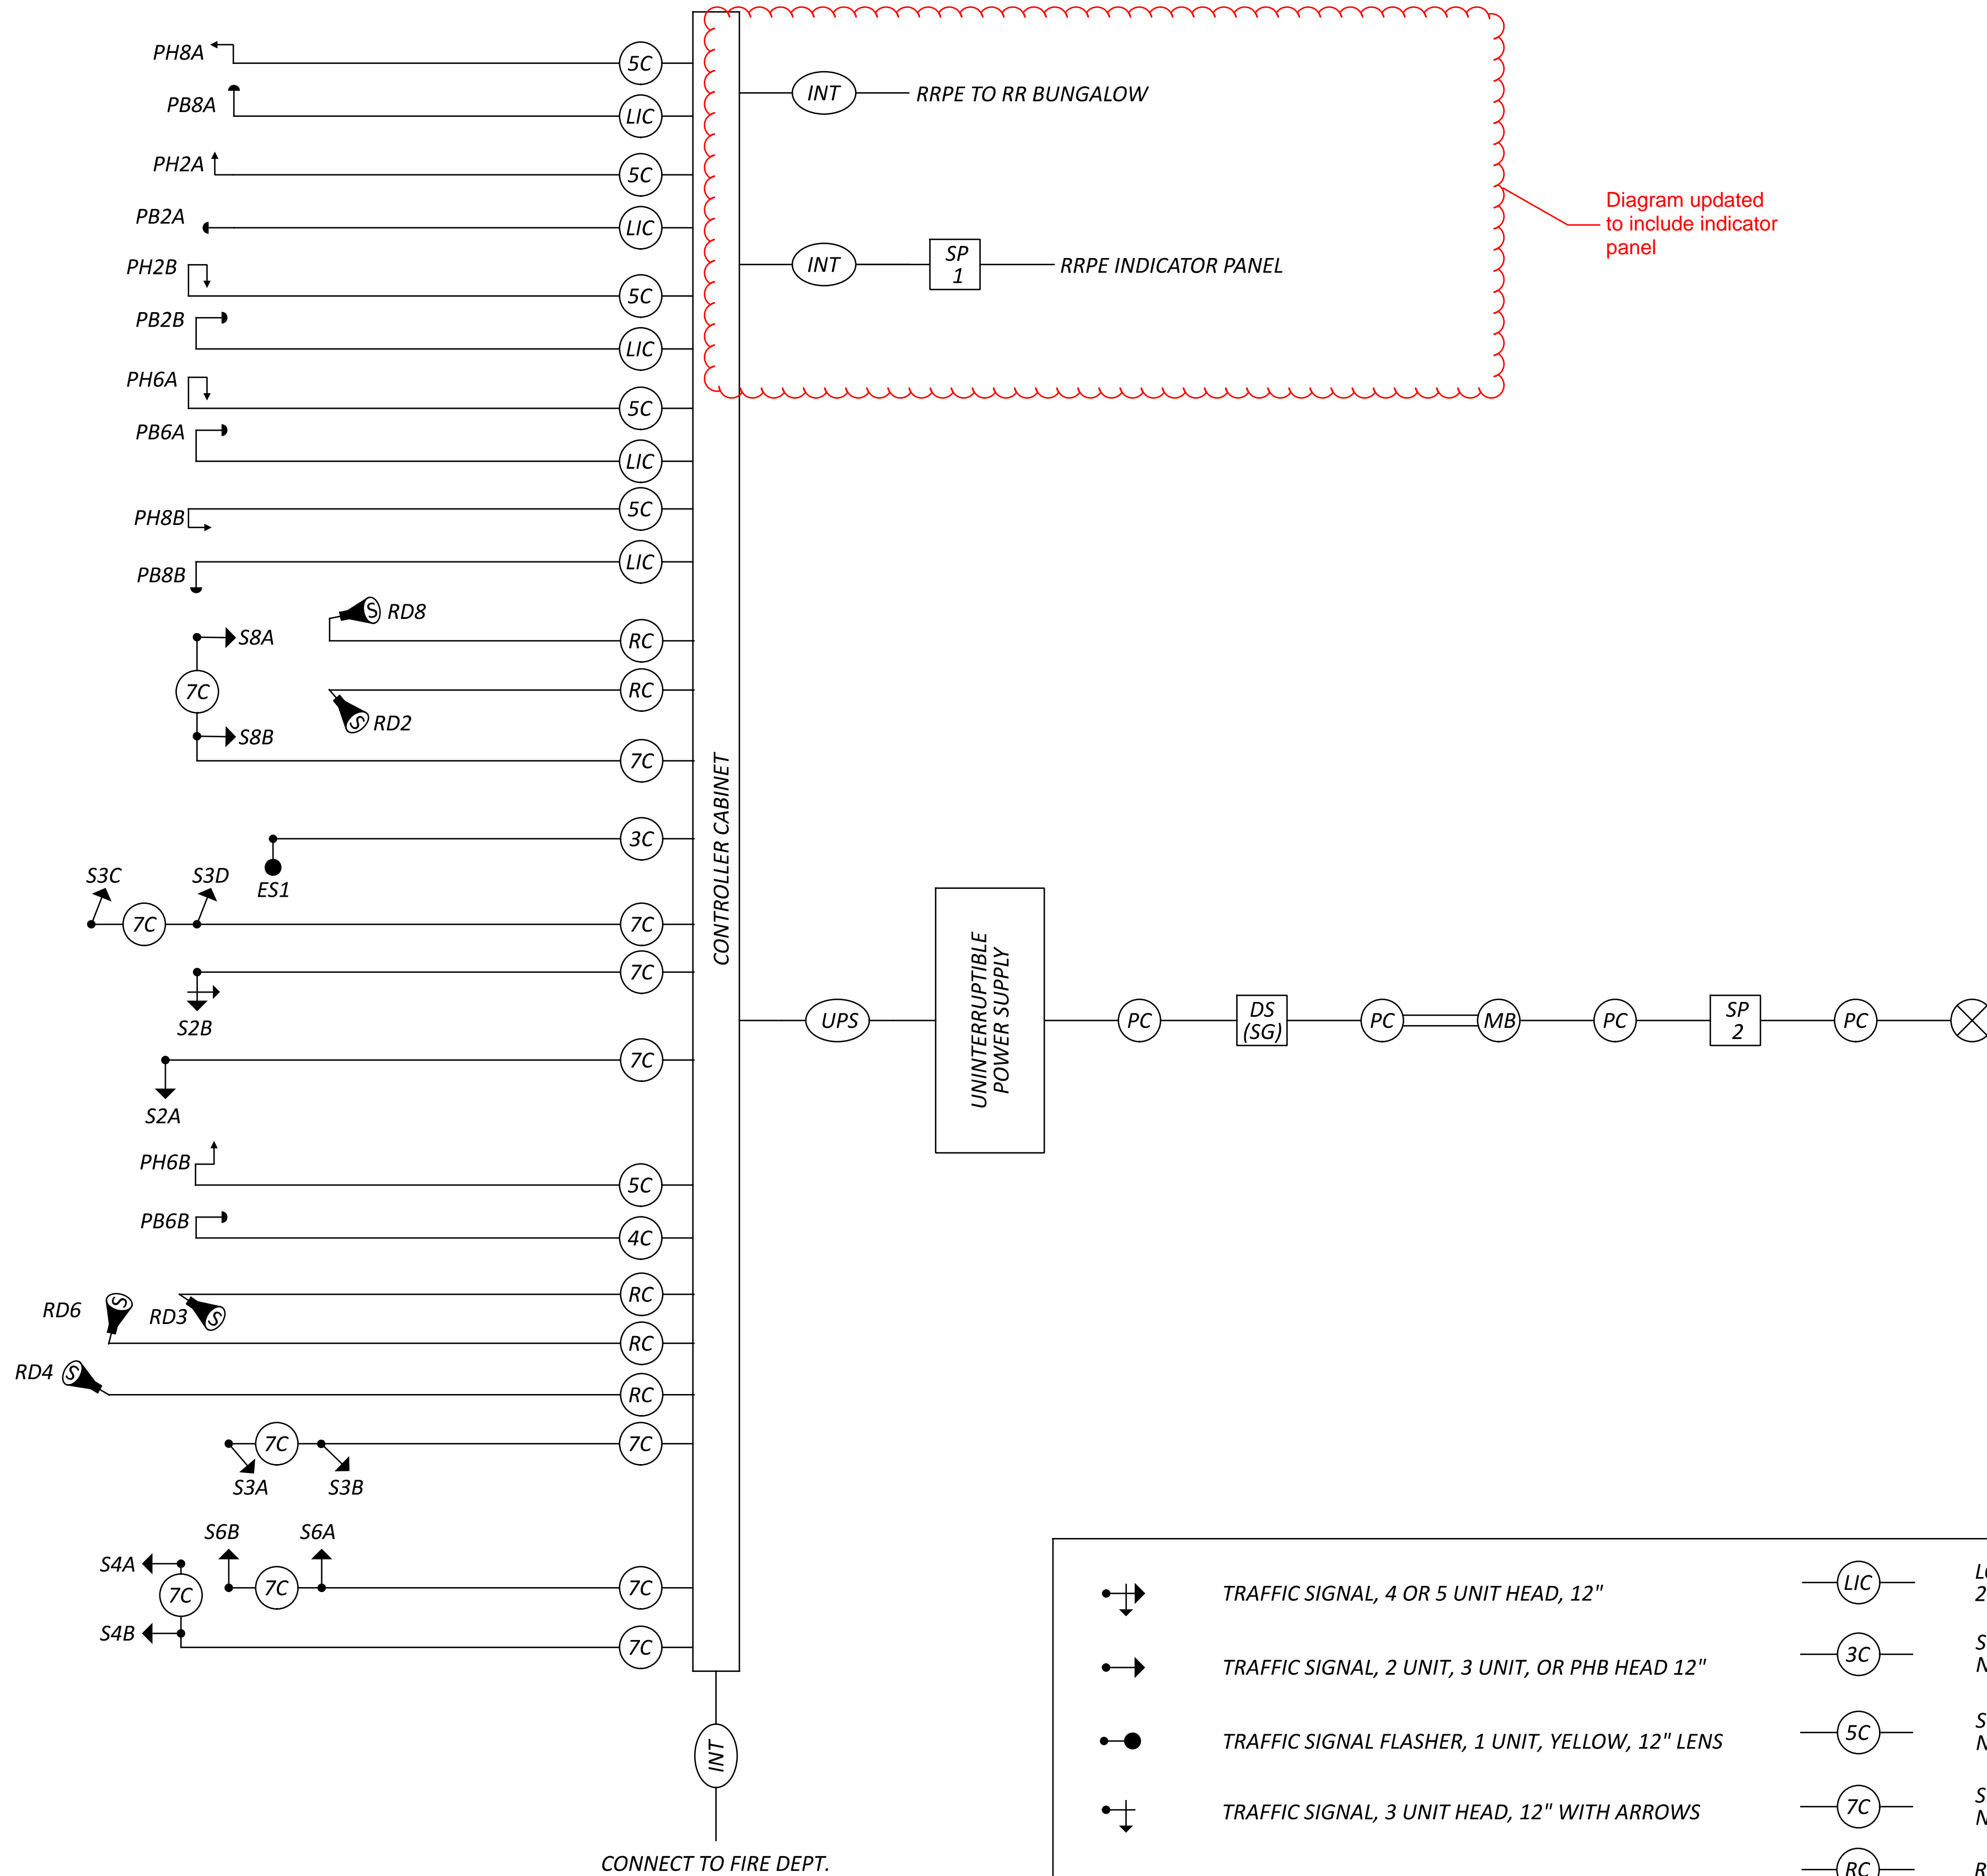 PH8A
5C
PB8A
LIC
PH2A
5C
PB2A
LIC
PH2B
5C
PB2B
LIC
PH6A
5C
PB6A
LIC
PH8B
5C
PB8B
LIC
S RD8
RC
S8A
7C
RC
S RD2
S8B
7C
3C
ES1
S3C
S3D
7C
7C
7C
S2B
7C
S2A
PH6B
5C
PB6B
4C
RC
RD6 S
RD3 S
RC
RD4 S
RC
7C
7C
S3A
S3B
S6B
S6A
S4A
7C
7C
7C
S4B
7C
CONTROLLER CABINET
INT
CONNECT TO FIRE DEPT.
INT
RRPE TO RR BUNGALOW
INT
SP
1
RRPE INDICATOR PANEL
Diagram updated
to include indicator
panel
UPS
UNINTERRUPTIBLE
POWER SUPPLY
PC
DS
(SG)
PC
MB
PC
SP
2
PC
TRAFFIC SIGNAL, 4 OR 5 UNIT HEAD, 12"
TRAFFIC SIGNAL, 2 UNIT, 3 UNIT, OR PHB HEAD 12"
TRAFFIC SIGNAL FLASHER, 1 UNIT, YELLOW, 12" LENS
TRAFFIC SIGNAL, 3 UNIT HEAD, 12" WITH ARROWS
LIC
3C
5C
7C
RC